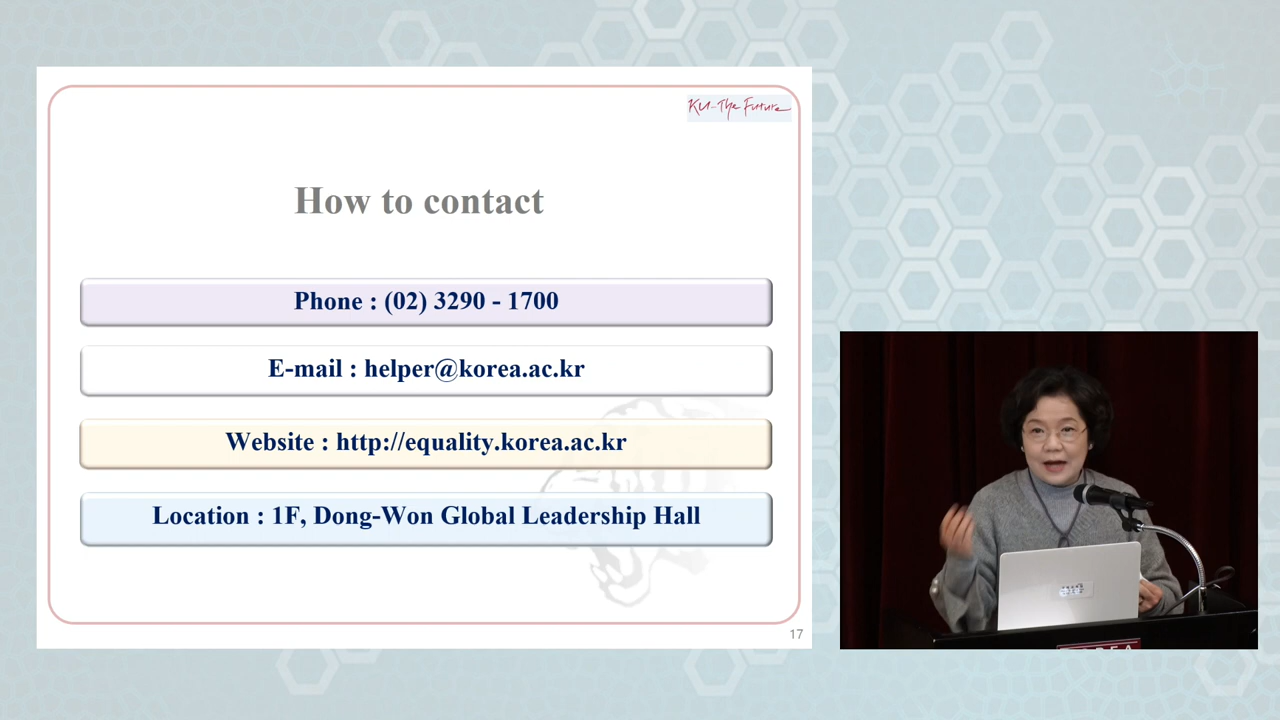 KU-The Future
How to contact
Phone : (02) 3290 - 1700
E-mail : helper@korea.ac.kr
Website : http://equality.korea.ac.kr
Location : 1F, Dong-Won Global Leadership Hall
17